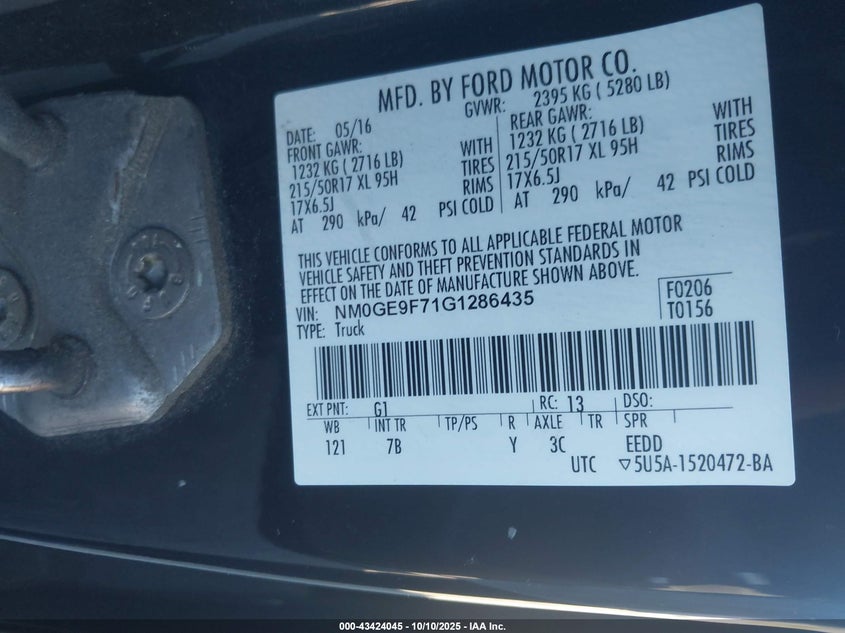 MFD. BY FORD MOTOR CO.
DATE: 05/16 GVWR: 2395 KG ( 5280 LB)
FRONT GAWR: REAR GAWR:
1232 KG ( 2716 LB) WITH 1232 KG ( 2716 LB) WITH
215/50R17 XL 95H TIRES 215/50R17 XL 95H TIRES
17X6.5J RIMS 17X6.5J RIMS
AT 290 kPa/ 42 PSI COLD AT 290 kPa/ 42 PSI COLD
THIS VEHICLE CONFORMS TO ALL APPLICABLE FEDERAL MOTOR
VEHICLE SAFETY AND THEFT PREVENTION STANDARDS IN
EFFECT ON THE DATE OF MANUFACTURE SHOWN ABOVE.
VIN: NM0GE9F71G1286435 F0206
TYPE: Truck T0156
EXT PNT: G1 RC: 13 DSO:
WB INT TR TP/PS R AXLE TR SPR
121 7B Y 3C EEDD
UTC ▽5U5A-1520472-BA
000-43424045 - 10/10/2025 - IAA Inc.